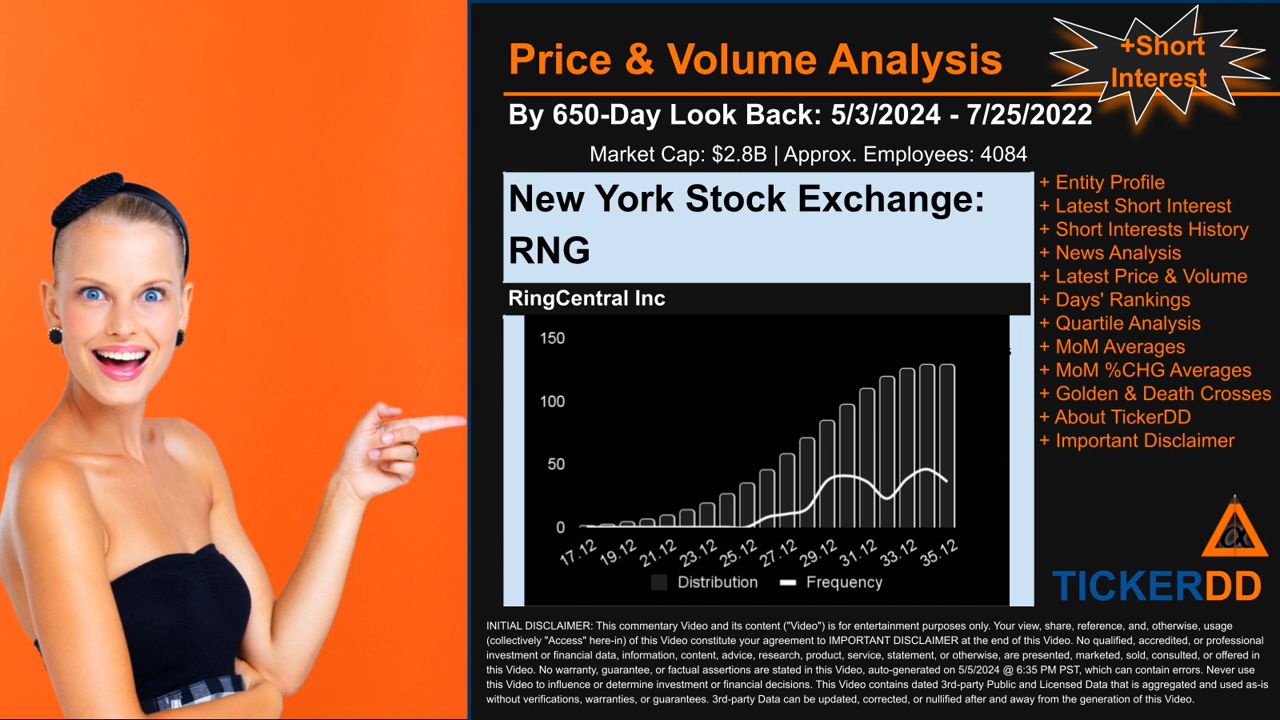 Price & Volume Analysis
+Short
Interest
By 650-Day Look Back: 5/3/2024 - 7/25/2022
Market Cap: $2.8B | Approx. Employees: 4084
New York Stock Exchange:
RNG
RingCentral Inc
150
100
50
0
17.12 19.12 21.12 23.12 25.12 27.12 29.12 31.12 33.12 35.12
Distribution Frequency
+ Entity Profile
+ Latest Short Interest
+ Short Interests History
+ News Analysis
+ Latest Price & Volume
+ Days' Rankings
+ Quartile Analysis
+ MoM Averages
+ MoM %CHG Averages
+ Golden & Death Crosses
+ About TickerDD
+ Important Disclaimer
TICKERDD
INITIAL DISCLAIMER: This commentary Video and its content ("Video") is for entertainment purposes only. Your view, share, reference, and, otherwise, usage
(collectively "Access" here-in) of this Video constitute your agreement to IMPORTANT DISCLAIMER at the end of this Video. No qualified, accredited, or professional
investment or financial data, information, content, advice, research, product, service, statement, or otherwise, are presented, marketed, sold, consulted, or offered in
this Video. No warranty, guarantee, or factual assertions are stated in this Video, auto-generated on 5/5/2024 @ 6:35 PM PST, which can contain errors. Never use
this Video to influence or determine investment or financial decisions. This Video contains dated 3rd-party Public and Licensed Data that is aggregated and used as-is
without verifications, warranties, or guarantees. 3rd-party Data can be updated, corrected, or nullified after and away from the generation of this Video.